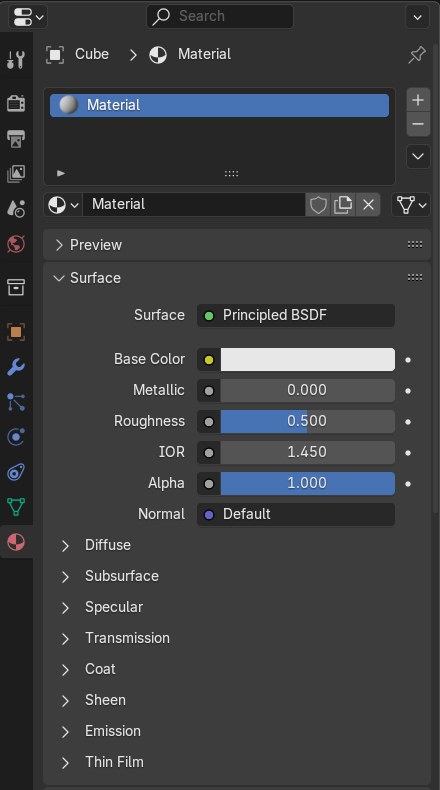 Search
Cube > Material
Material
Material
Preview
Surface
Surface Principled BSDF
Base Color
Metallic 0.000
Roughness 0.500
IOR 1.450
Alpha 1.000
Normal Default
Diffuse
Subsurface
Specular
Transmission
Coat
Sheen
Emission
Thin Film